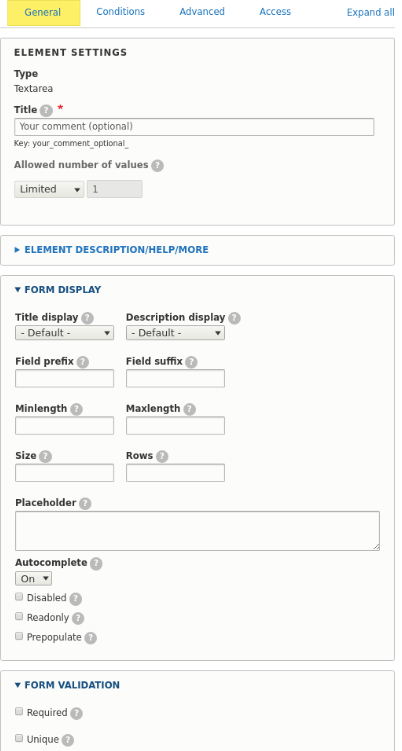 General Conditions Advanced Access Expand all
ELEMENT SETTINGS
Type
Textarea
Title ? *
Your comment (optional)
Key: your_comment_optional_
Allowed number of values ?
Limited 1
ELEMENT DESCRIPTION/HELP/MORE
FORM DISPLAY
Title display ? Description display ?
- Default - - Default -
Field prefix ? Field suffix ?
Minlength ? Maxlength ?
Size ? Rows ?
Placeholder ?
Autocomplete ?
On
Disabled ?
Readonly ?
Prepopulate ?
FORM VALIDATION
Required ?
Unique ?